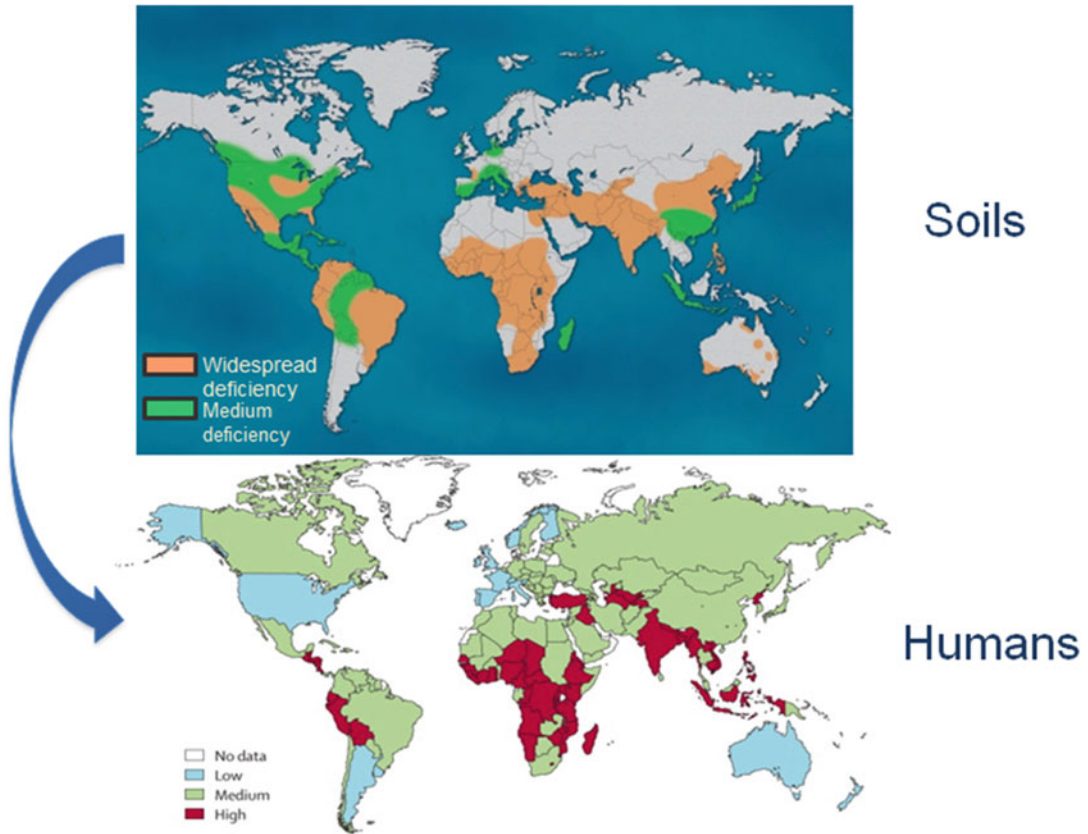 Soils
Widespread
deficiency
Medium
deficiency
Humans
No data
Low
Medium
High